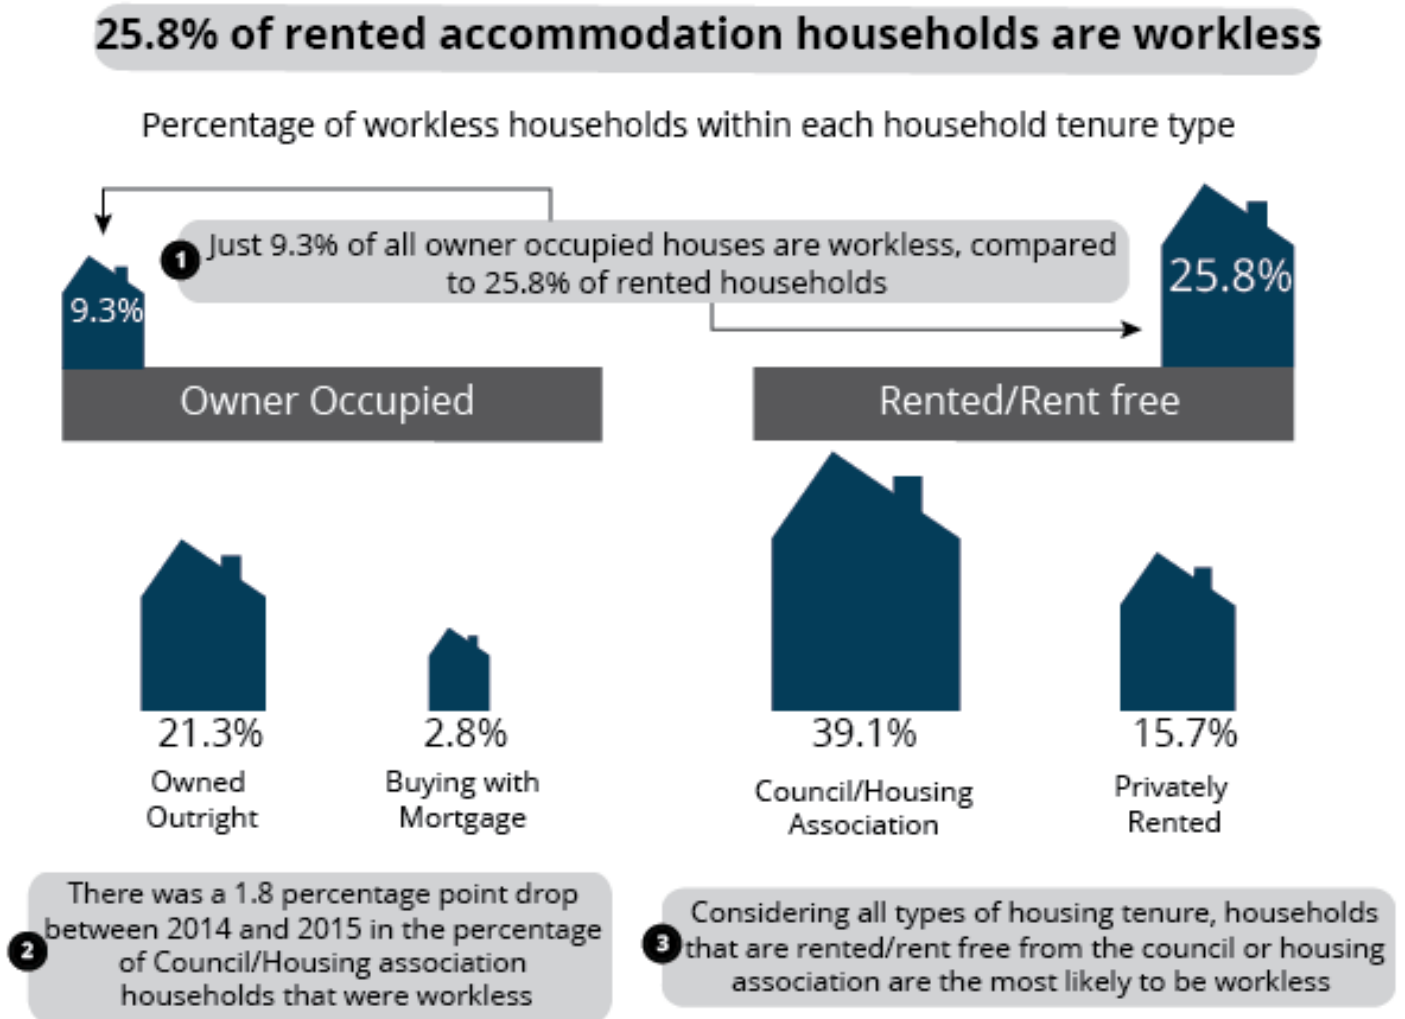 25.8% of rented accommodation households are workless
Percentage of workless households within each household tenure type
1
Just 9.3% of all owner occupied houses are workless, compared
to 25.8% of rented households
9.3%
25.8%
Owner Occupied
Rented/Rent free
21.3%
Owned
Outright
2.8%
Buying with
Mortgage
39.1%
Council/Housing
Association
15.7%
Privately
Rented
2
There was a 1.8 percentage point drop
between 2014 and 2015 in the percentage
of Council/Housing association
households that were workless
3
Considering all types of housing tenure, households
that are rented/rent free from the council or housing
association are the most likely to be workless